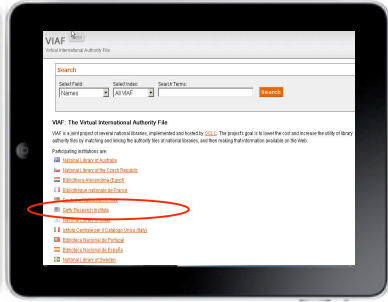 VIAF
Virtual International Authority File
Search
Select Field: Select Index: Search Terms:
Names All VIAF Search
VIAF: The Virtual International Authority File
VIAF is a joint project of several national libraries, implemented and hosted by OCLC. The project's goal is to lower the cost and increase the utility of library
authority files by matching and linking the authority files of national libraries, and then making that information available on the Web.
Participating institutions are:
National Library of Australia
National Library of the Czech Republic
Bibliotheca Alexandrina (Egypt)
Bibliothèque nationale de France
Getty Research Institute
Istituto Centrale per il Catalogo Unico (Italy)
Biblioteca Nacional de Portugal
Biblioteca Nacional de España
National Library of Sweden